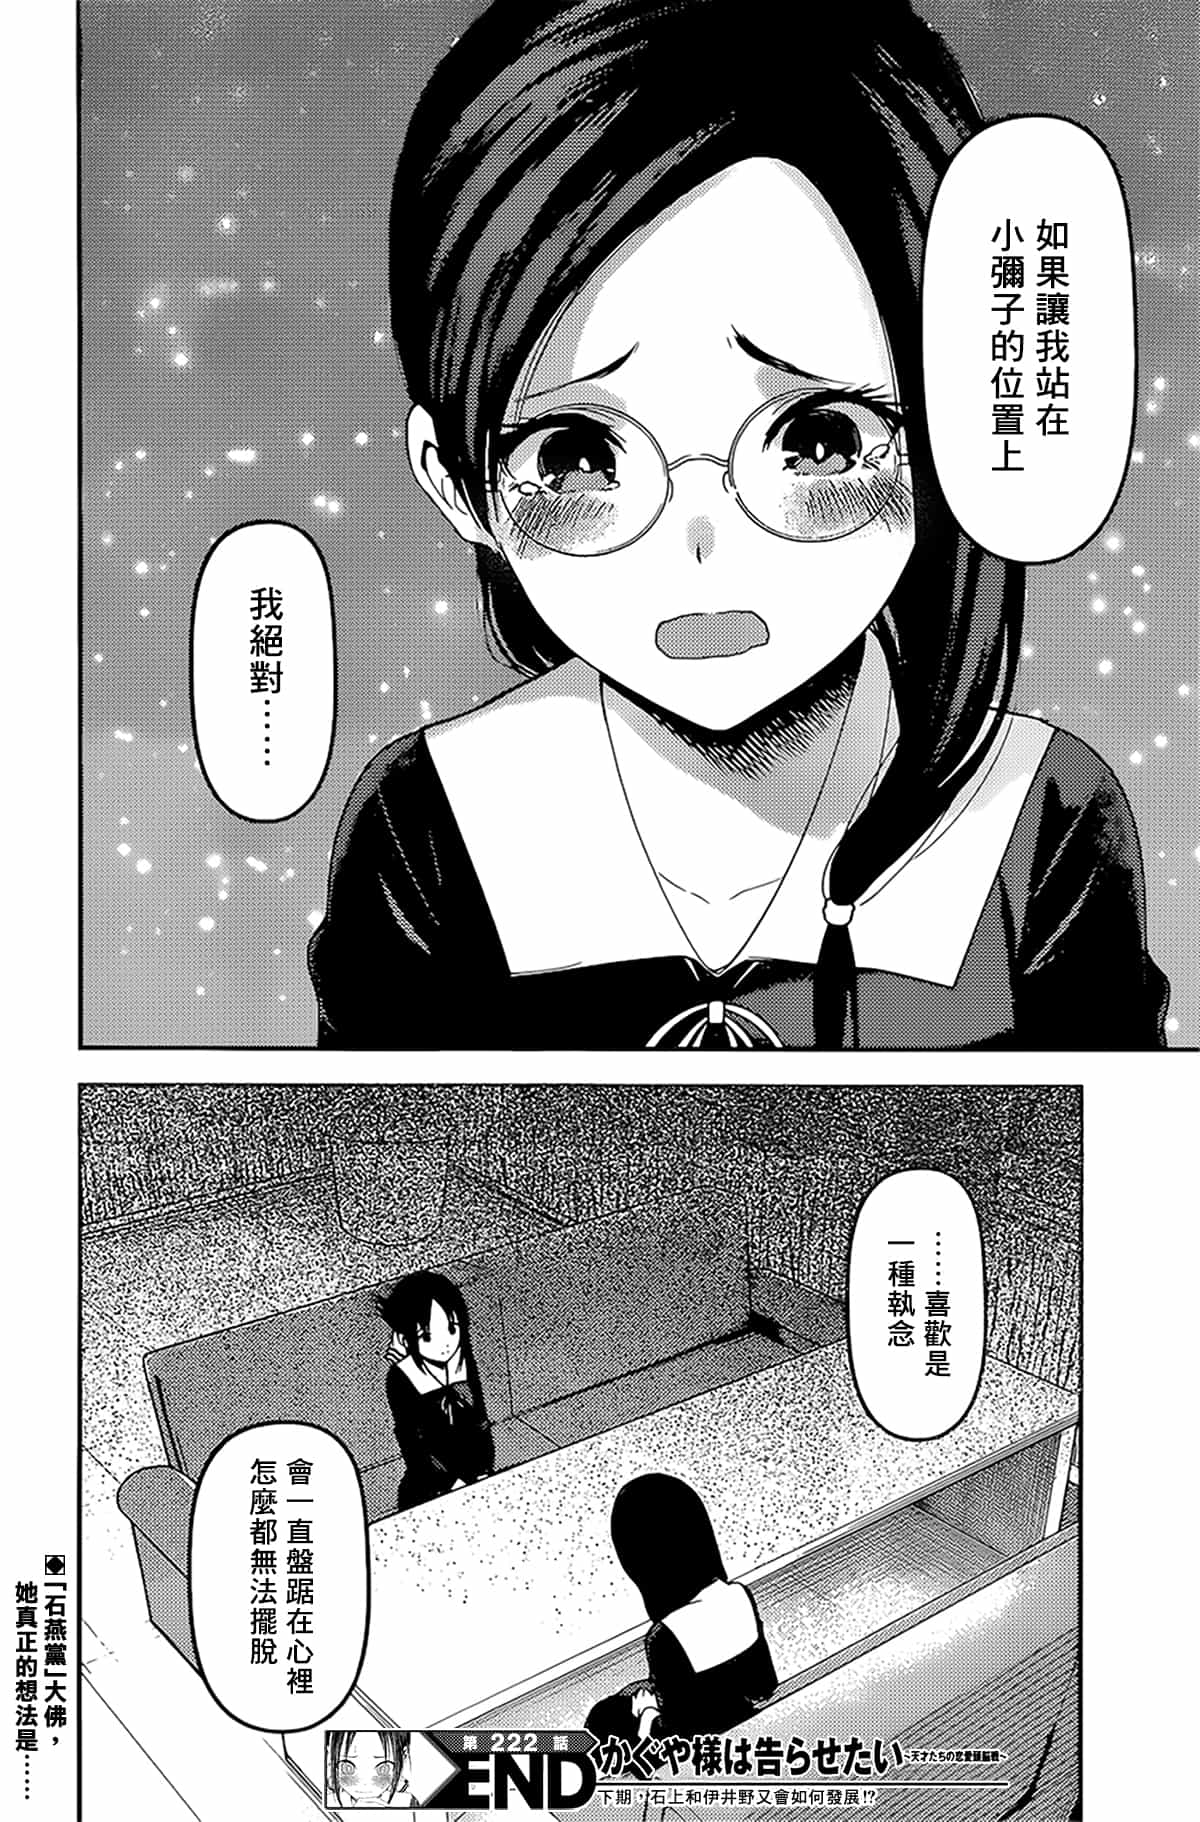 如果讓我站在
小彌子的位置上
我絕對……
……喜歡是
一種執念
會一直盤踞在心裡
怎麼都無法擺脫
◆「石燕黨」大佛，
她真正的想法是……
第222話
END
かぐや様は告らせたい
~天才たちの恋愛頭脳戦~
下期，石上和伊井野又會如何發展!?